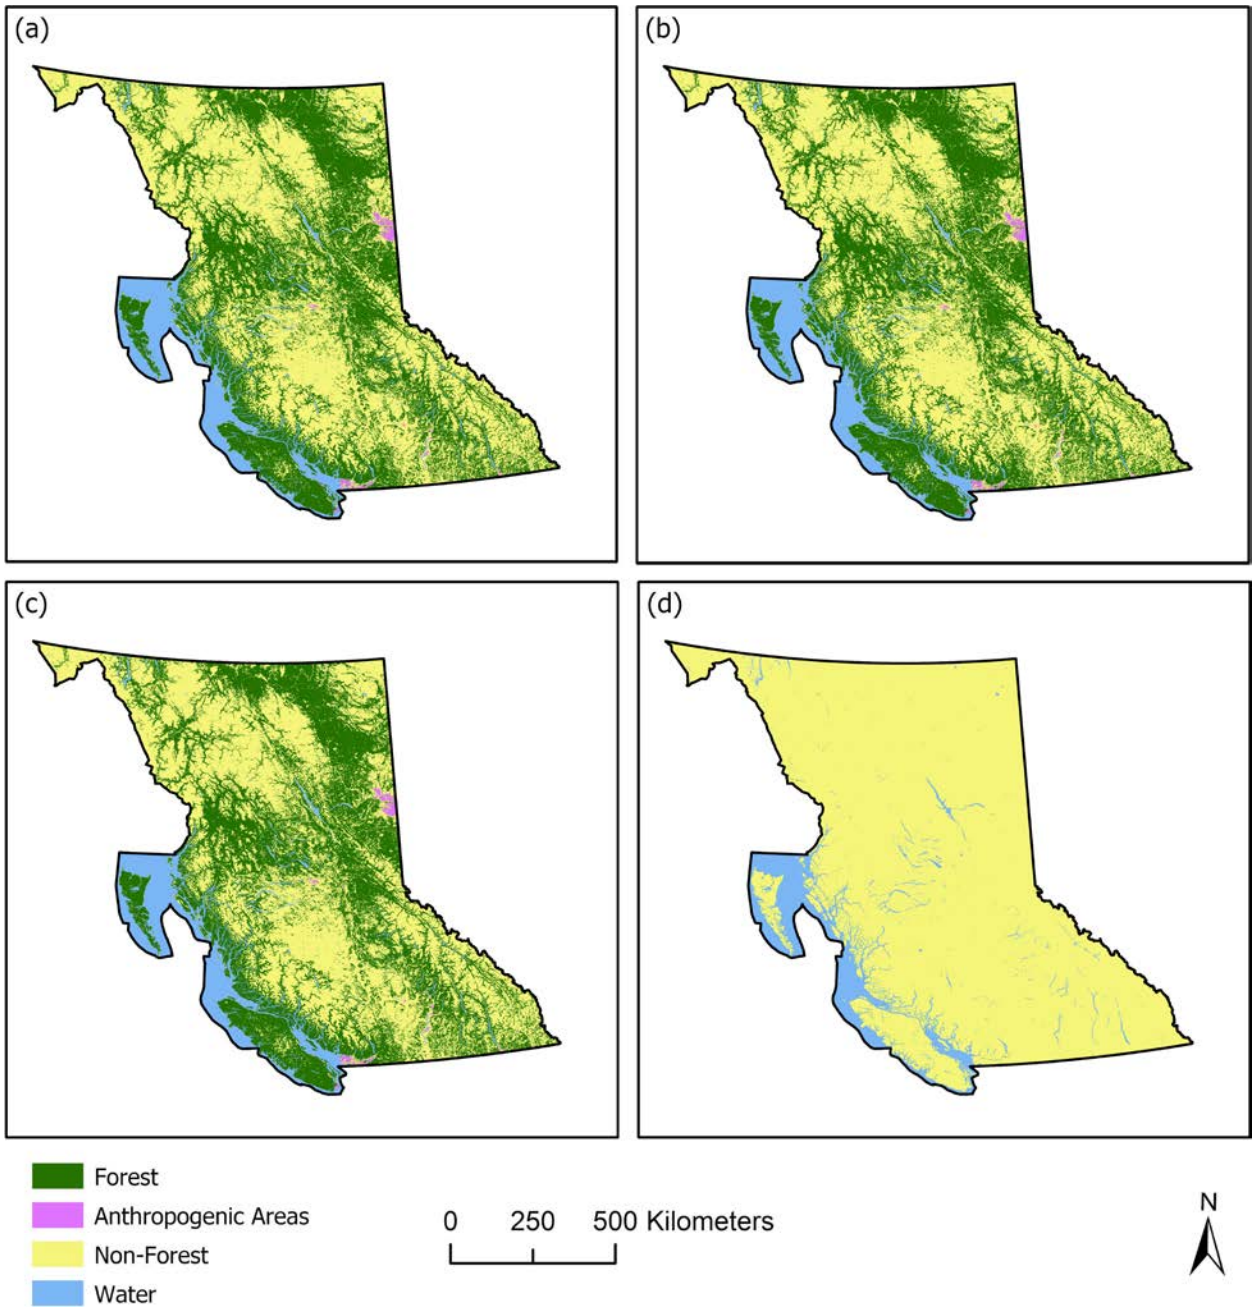 (a)
(b)
(c)
(d)
Forest
Anthropogenic Areas
Non-Forest
Water
0 250 500 Kilometers
N